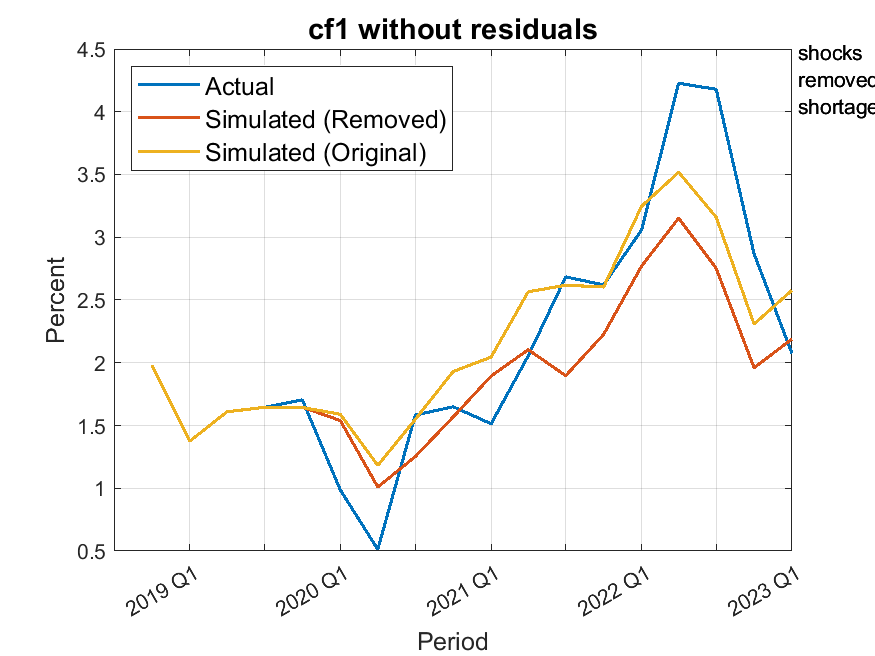 cf1 without residuals
4.5
4
3.5
3
2.5
2
1.5
1
0.5
Percent
Actual
Simulated (Removed)
Simulated (Original)
shocks
removed
shortage
2019 Q1
2020 Q1
2021 Q1
2022 Q1
2023 Q1
Period